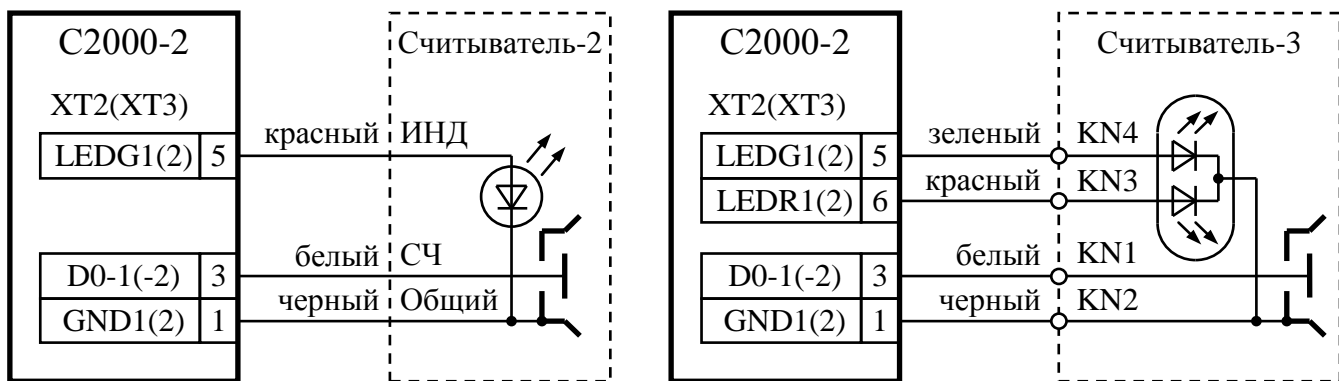 С2000-2
Считыватель-2
XT2(XT3)
красный ИНД
LEDG1(2) 5
белый СЧ
D0-1(-2) 3
черный Общий
GND1(2) 1
С2000-2
Считыватель-3
XT2(XT3)
зеленый KN4
LEDG1(2) 5
красный KN3
LEDR1(2) 6
белый KN1
D0-1(-2) 3
черный KN2
GND1(2) 1